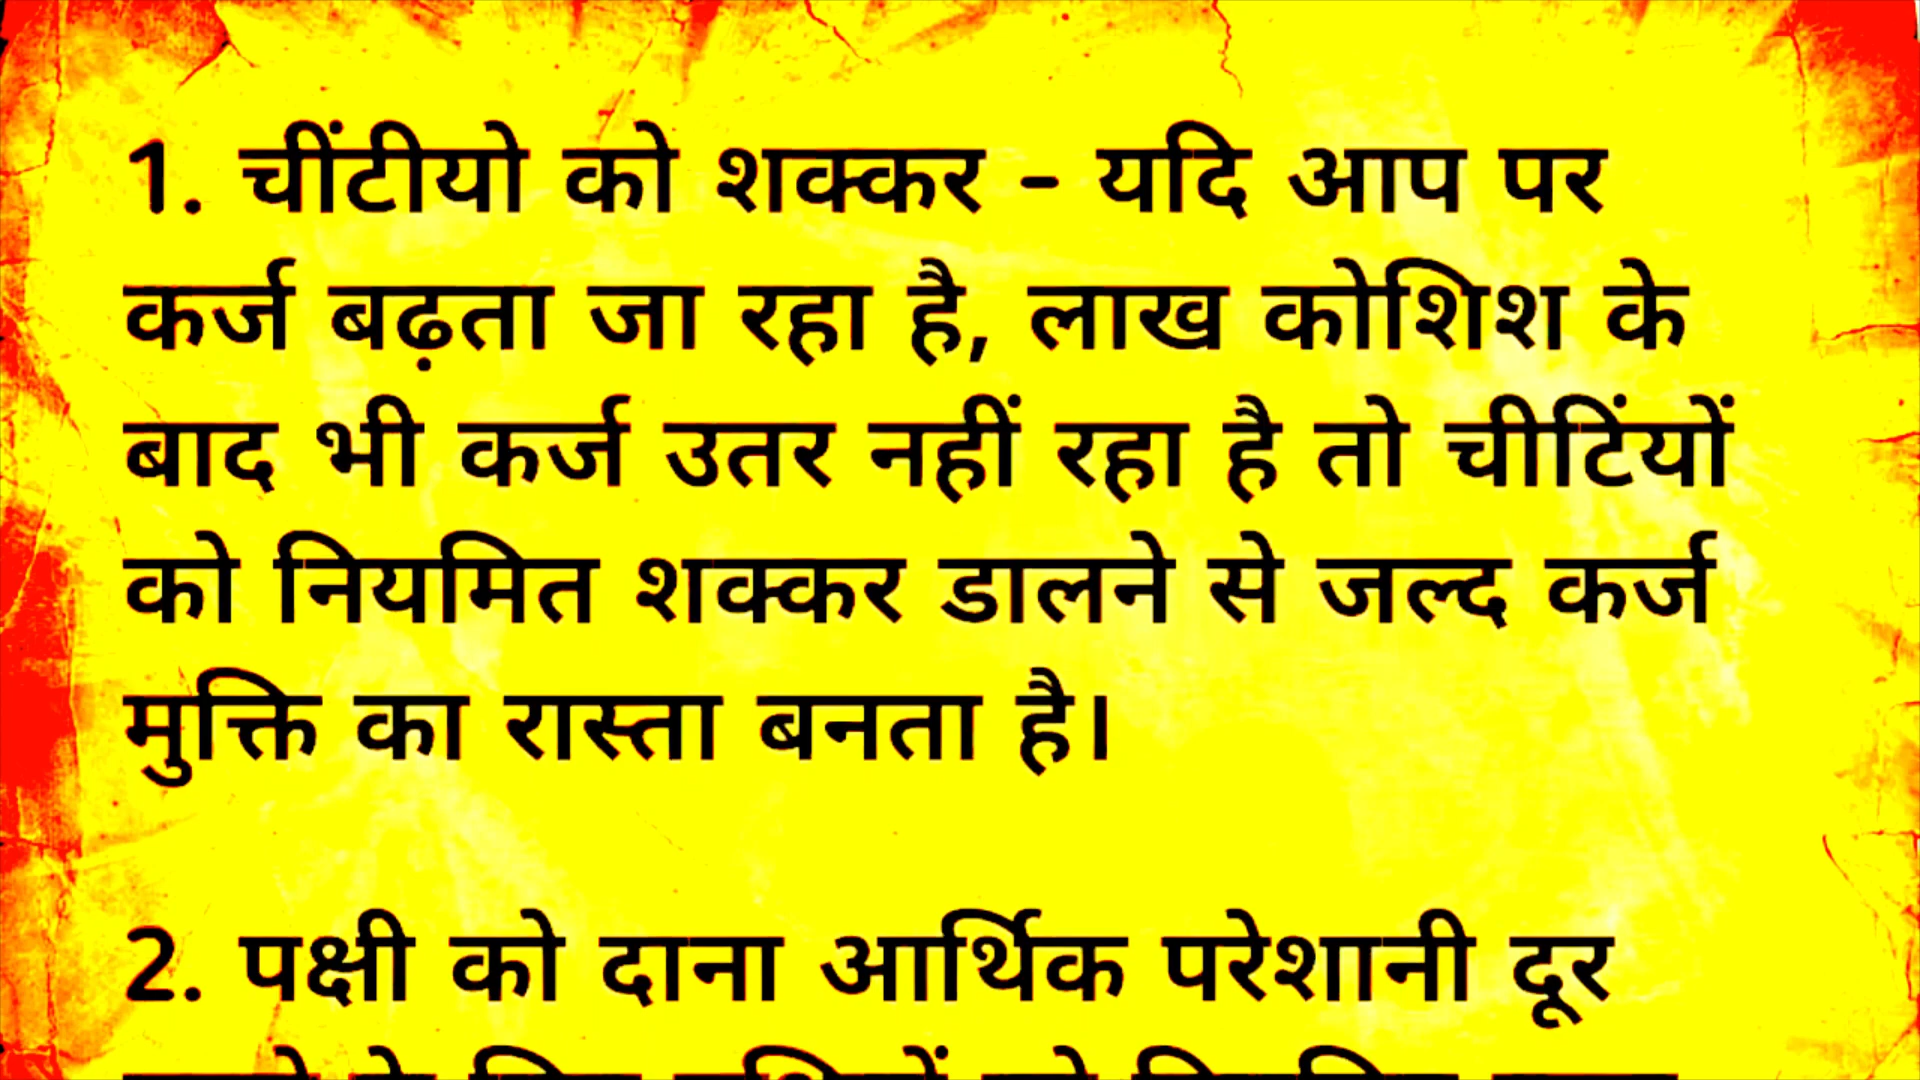 1. चींटीयो को शक्कर - यदि आप पर
कर्ज बढ़ता जा रहा है, लाख कोशिश के
बाद भी कर्ज उतर नहीं रहा है तो चीटिंयों
को नियमित शक्कर डालने से जल्द कर्ज
मुक्ति का रास्ता बनता है।
2. पक्षी को दाना आर्थिक परेशानी दूर